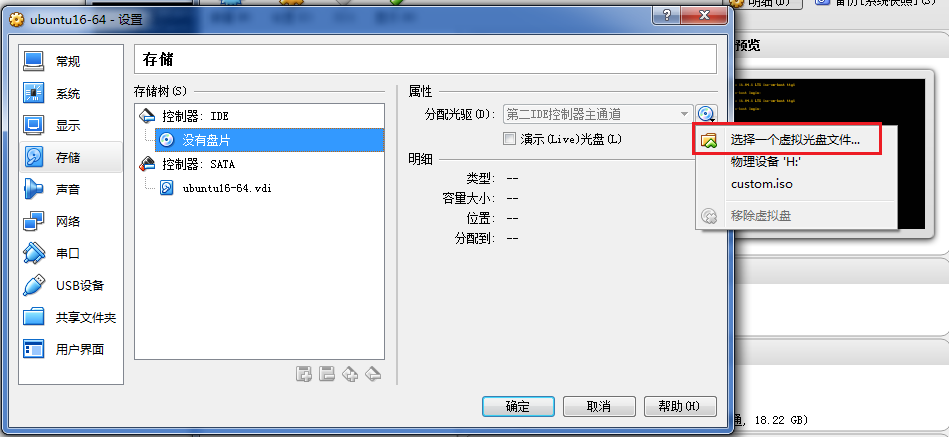 ubuntu16-64 - 设置
常规
系统
显示
存储
声音
网络
串口
USB设备
共享文件夹
用户界面
存储
存储树(S)
控制器: IDE
没有盘片
控制器: SATA
ubuntu16-64.vdi
属性
分配光驱(D): 第二IDE控制器主通道
演示(Live)光盘(L)
明细
类型: --
容量大小: --
位置: --
分配到: --
确定
取消
帮助(H)
选择一个虚拟光盘文件...
物理设备 'H:'
custom.iso
移除虚拟盘
明细(D)
备份[系统快照](S)
预览
通, 18.22 GB)